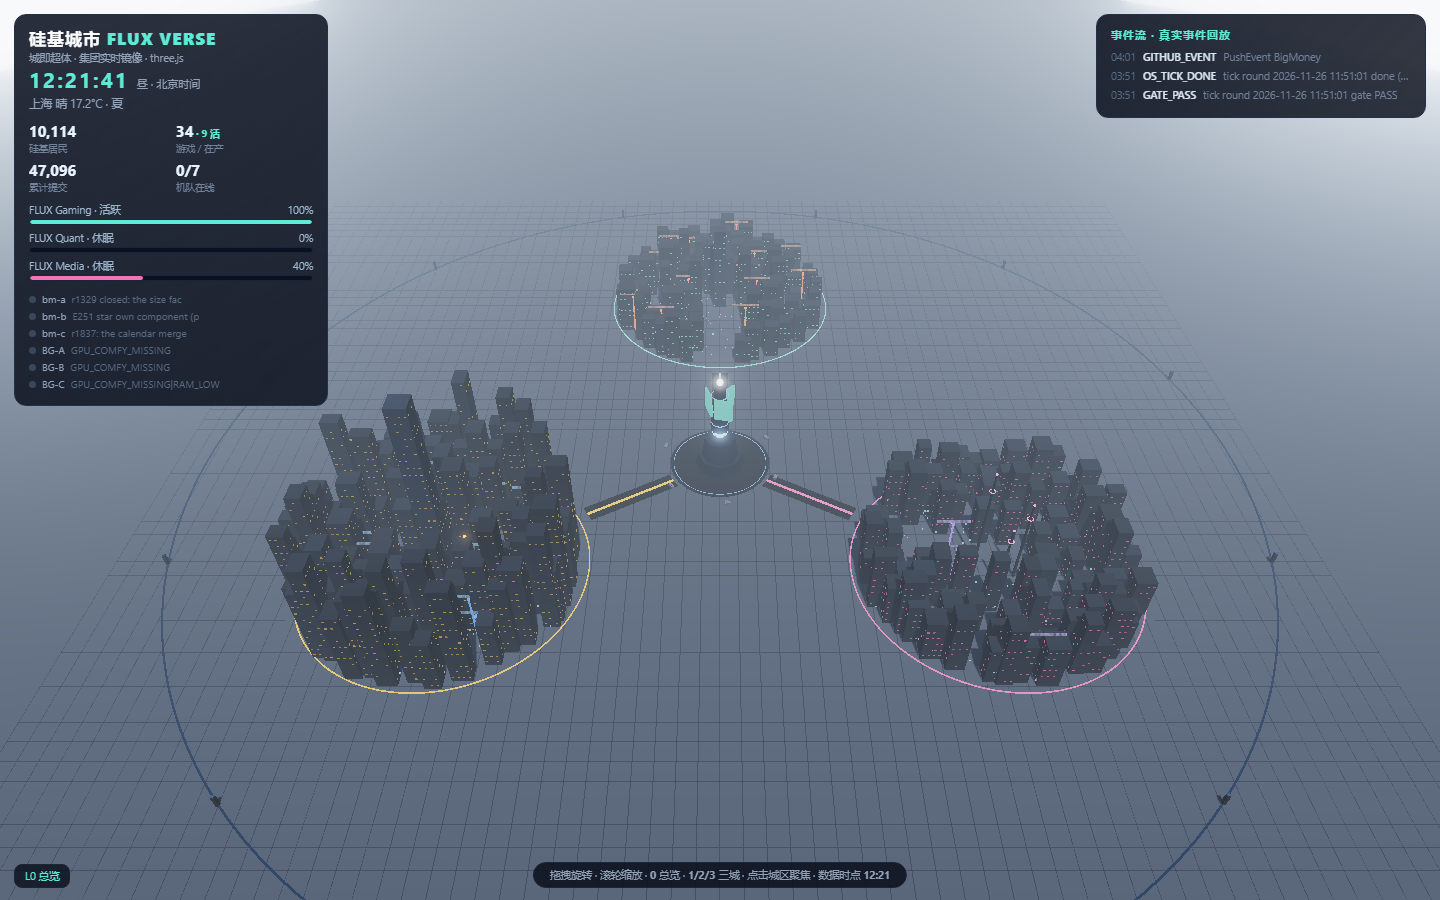 硅基城市 FLUX VERSE
城即超体 · 集团实时镜像 · three.js
12:21:41 昼 · 北京时间
上海 晴 17.2°C · 夏
10,114 34 · 9 活
硅基居民 游戏 / 在产
47,096 0/7
累计提交 机队在线
FLUX Gaming · 活跃 100%
FLUX Quant · 休眠 0%
FLUX Media · 休眠 40%
bm-a r1329 closed: the size fac
bm-b E251 star own component (p
bm-c r1837: the calendar merge
BG-A GPU_COMFY_MISSING
BG-B GPU_COMFY_MISSING
BG-C GPU_COMFY_MISSING|RAM_LOW
事件流 · 真实事件回放
04:01 GITHUB_EVENT PushEvent BigMoney
03:51 OS_TICK_DONE tick round 2026-11-26 11:51:01 done (...
03:51 GATE_PASS tick round 2026-11-26 11:51:01 gate PASS
L0 总览
拖拽旋转 · 滚轮缩放 · 0 总览 · 1/2/3 三城 · 点击城区聚焦 · 数据时点 12:21